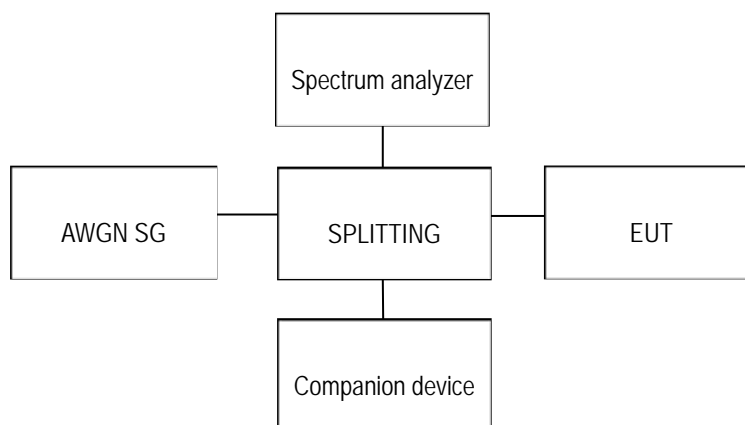 Spectrum analyzer
AWGN SG
SPLITTING
EUT
Companion device